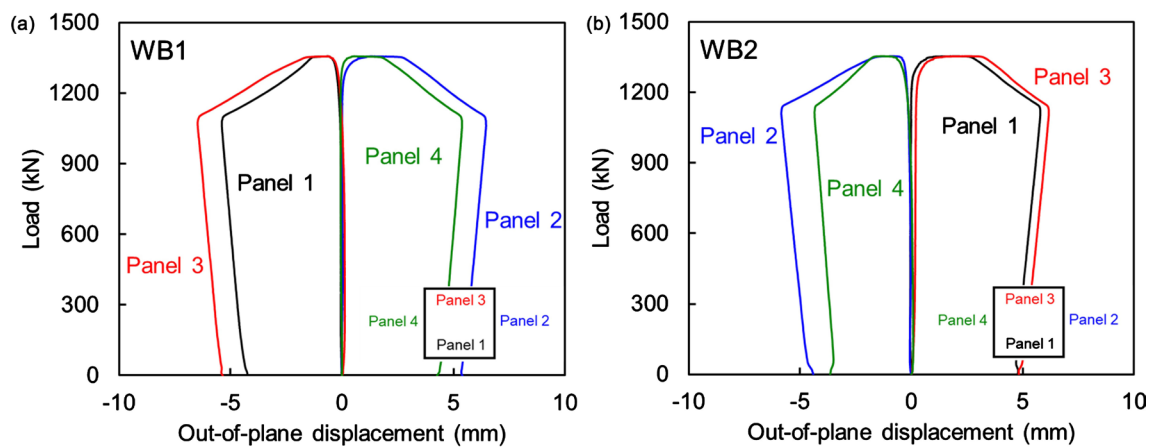 (a)
WB1
Load (kN)
1500
1200
900
600
300
0
Panel 4
Panel 1
Panel 2
Panel 3
Panel 3
Panel 4
Panel 2
Panel 1
-10
-5
0
5
10
Out-of-plane displacement (mm)
(b)
WB2
Load (kN)
1500
1200
900
600
300
0
Panel 3
Panel 1
Panel 2
Panel 4
Panel 3
Panel 4
Panel 2
Panel 1
-10
-5
0
5
10
Out-of-plane displacement (mm)